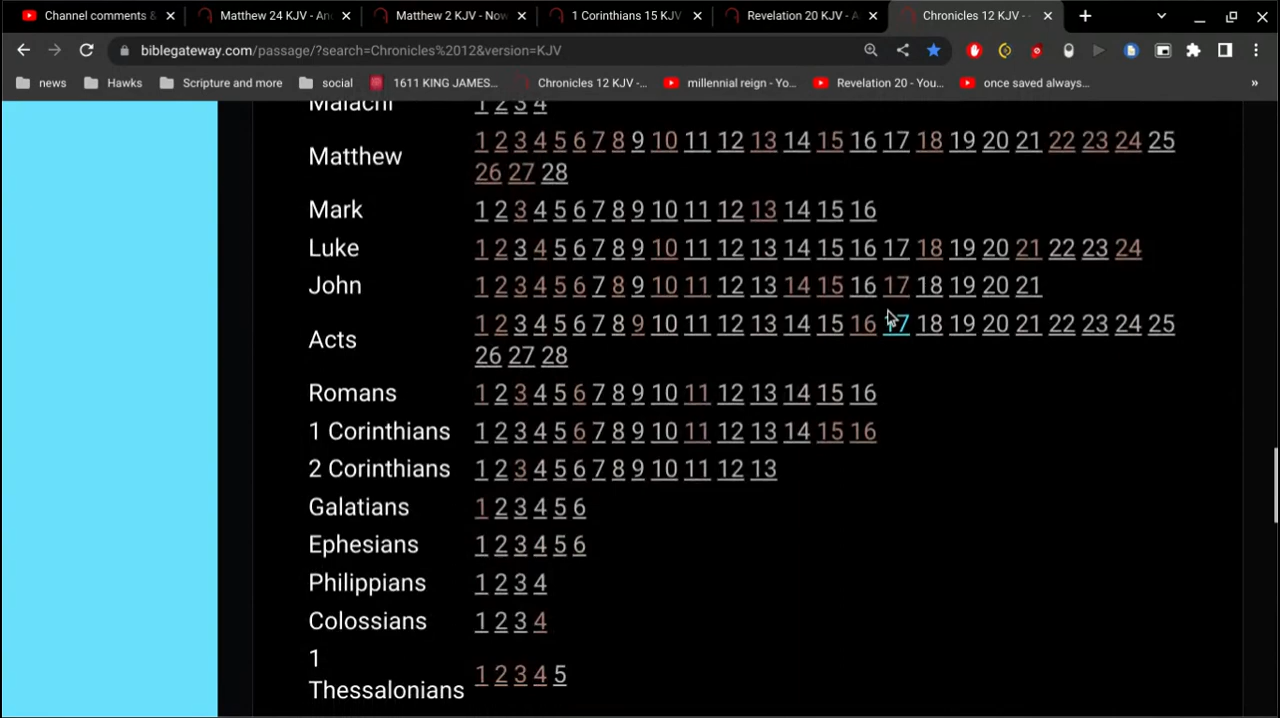 Channel comments &
Matthew 24 KJV - An
Matthew 2 KJV - Now
1 Corinthians 15 KJV
Revelation 20 KJV - A
Chronicles 12 KJV -
biblegateway.com/passage/?search=Chronicles%2012&version=KJV
news Hawks Scripture and more social 1611 KING JAMES... Chronicles 12 KJV -... millennial reign - Yo... Revelation 20 - You... once saved always... »
Malachi 1 2 3 4
Matthew 1 2 3 4 5 6 7 8 9 10 11 12 13 14 15 16 17 18 19 20 21 22 23 24 25
26 27 28
Mark 1 2 3 4 5 6 7 8 9 10 11 12 13 14 15 16
Luke 1 2 3 4 5 6 7 8 9 10 11 12 13 14 15 16 17 18 19 20 21 22 23 24
John 1 2 3 4 5 6 7 8 9 10 11 12 13 14 15 16 17 18 19 20 21
Acts 1 2 3 4 5 6 7 8 9 10 11 12 13 14 15 16 17 18 19 20 21 22 23 24 25
26 27 28
Romans 1 2 3 4 5 6 7 8 9 10 11 12 13 14 15 16
1 Corinthians 1 2 3 4 5 6 7 8 9 10 11 12 13 14 15 16
2 Corinthians 1 2 3 4 5 6 7 8 9 10 11 12 13
Galatians 1 2 3 4 5 6
Ephesians 1 2 3 4 5 6
Philippians 1 2 3 4
Colossians 1 2 3 4
1
Thessalonians 1 2 3 4 5